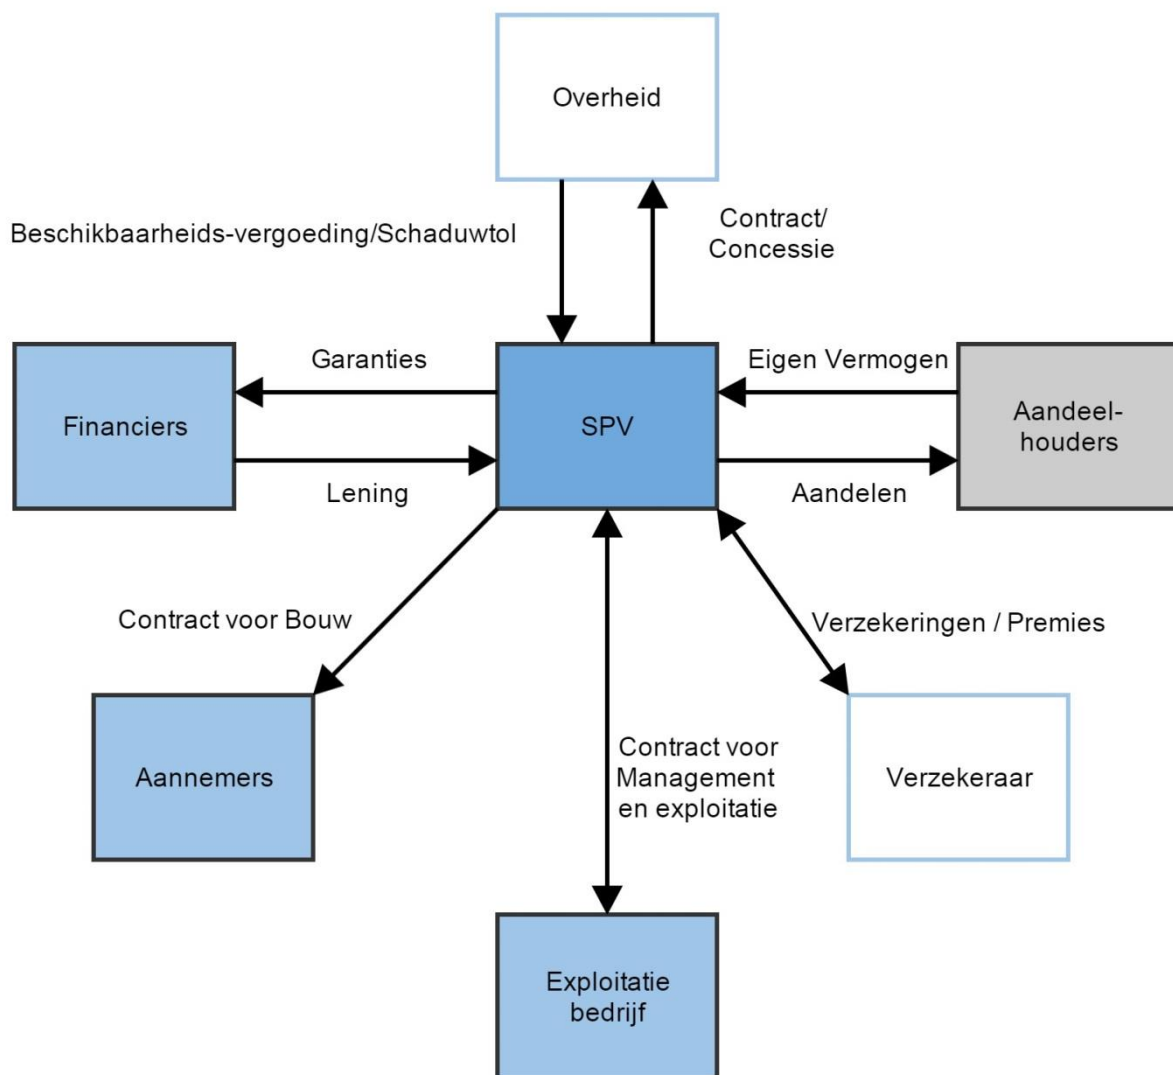 Overheid
Beschikbaarheids-vergoeding/Schaduwtol
Contract/
Concessie
Garanties
Eigen Vermogen
Financiers
SPV
Aandeel-
houders
Lening
Aandelen
Contract voor Bouw
Verzekeringen / Premies
Aannemers
Contract voor
Management
en exploitatie
Verzekeraar
Exploitatie
bedrijf